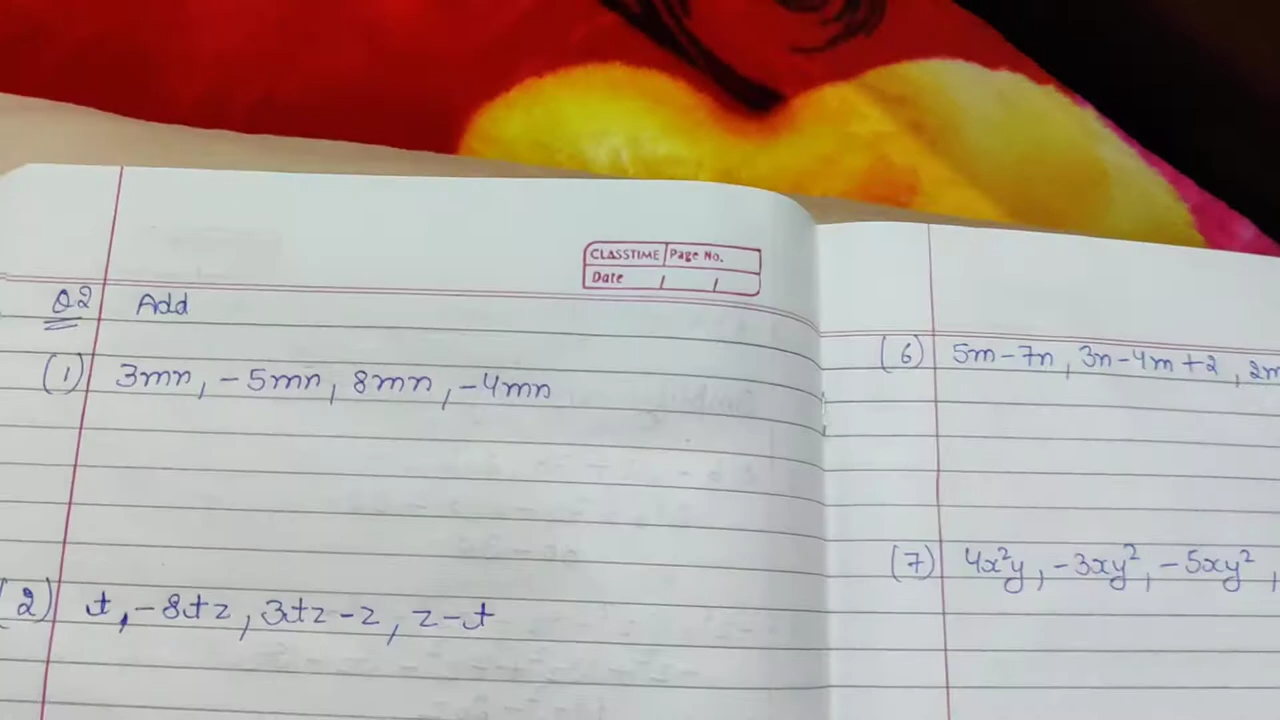 CLASSTIME Page No.
Date / /
Q2 Add
(1) 3mn, -5mn, 8mn, -4mn
(2) t, -8tz, 3tz-z, z-t
(6) 5m-7n, 3n-4m+2, 2m
(7) 4x²y, -3xy², -5xy²,